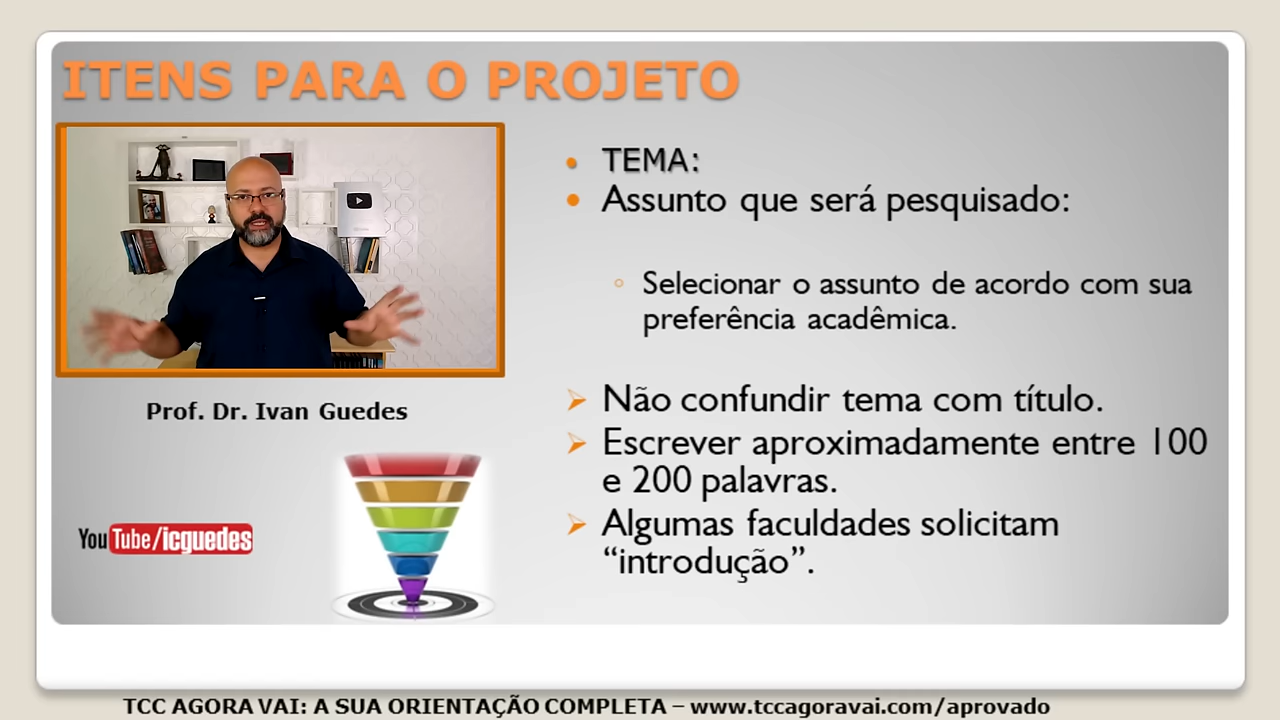 ITENS PARA O PROJETO
TEMA:
Assunto que será pesquisado:
Selecionar o assunto de acordo com sua
preferência acadêmica.
Não confundir tema com título.
Escrever aproximadamente entre 100
e 200 palavras.
Algumas faculdades solicitam
“introdução”.
Prof. Dr. Ivan Guedes
YouTube/icguedes
TCC AGORA VAI: A SUA ORIENTAÇÃO COMPLETA – www.tccagoravai.com/aprovado